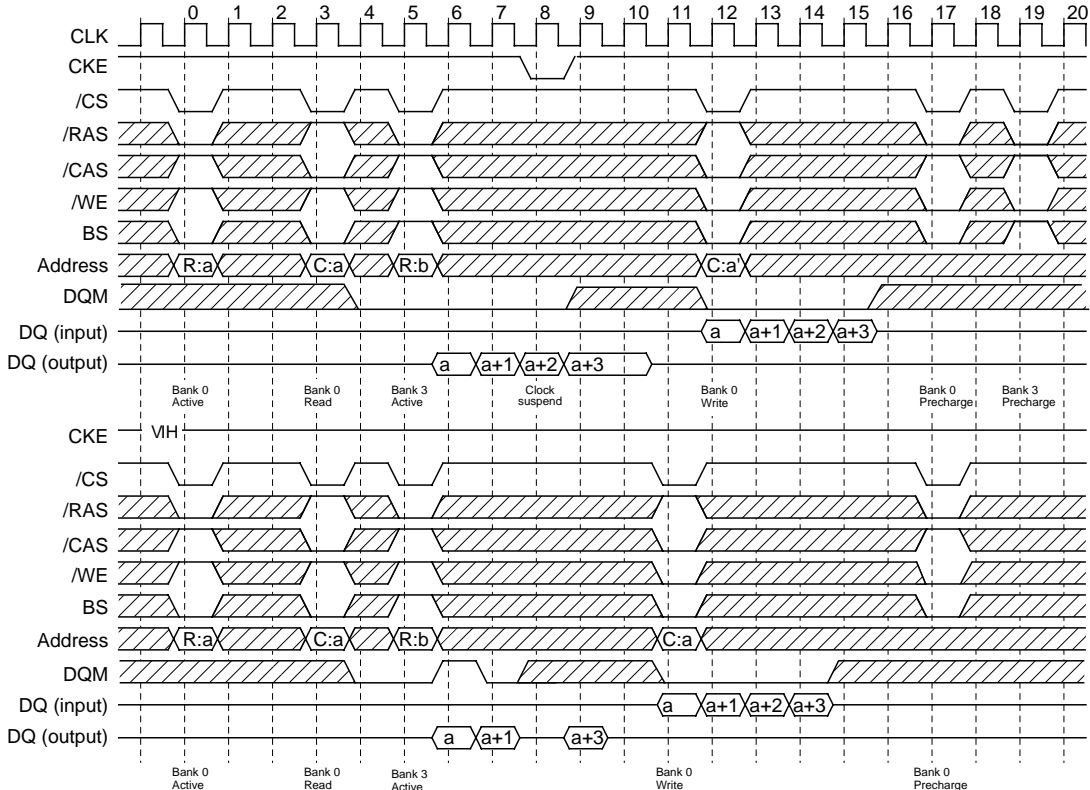 0 1 2 3 4 5 6 7 8 9 10 11 12 13 14 15 16 17 18 19 20
CLK
CKE
/CS
/RAS
/CAS
/WE
BS
Address R:a C:a R:b C:a'
DQM
DQ (input) a a+1 a+2 a+3
DQ (output) a a+1 a+2 a+3
Bank 0 Active
Bank 0 Read
Bank 3 Active
Clock suspend
Bank 0 Write
Bank 0 Precharge
Bank 3 Precharge
CKE VIH
/CS
/RAS
/CAS
/WE
BS
Address R:a C:a R:b C:a
DQM
DQ (input) a a+1 a+2 a+3
DQ (output) a a+1 a+3
Bank 0 Active
Bank 0 Read
Bank 3 Active
Bank 0 Write
Bank 0 Precharge